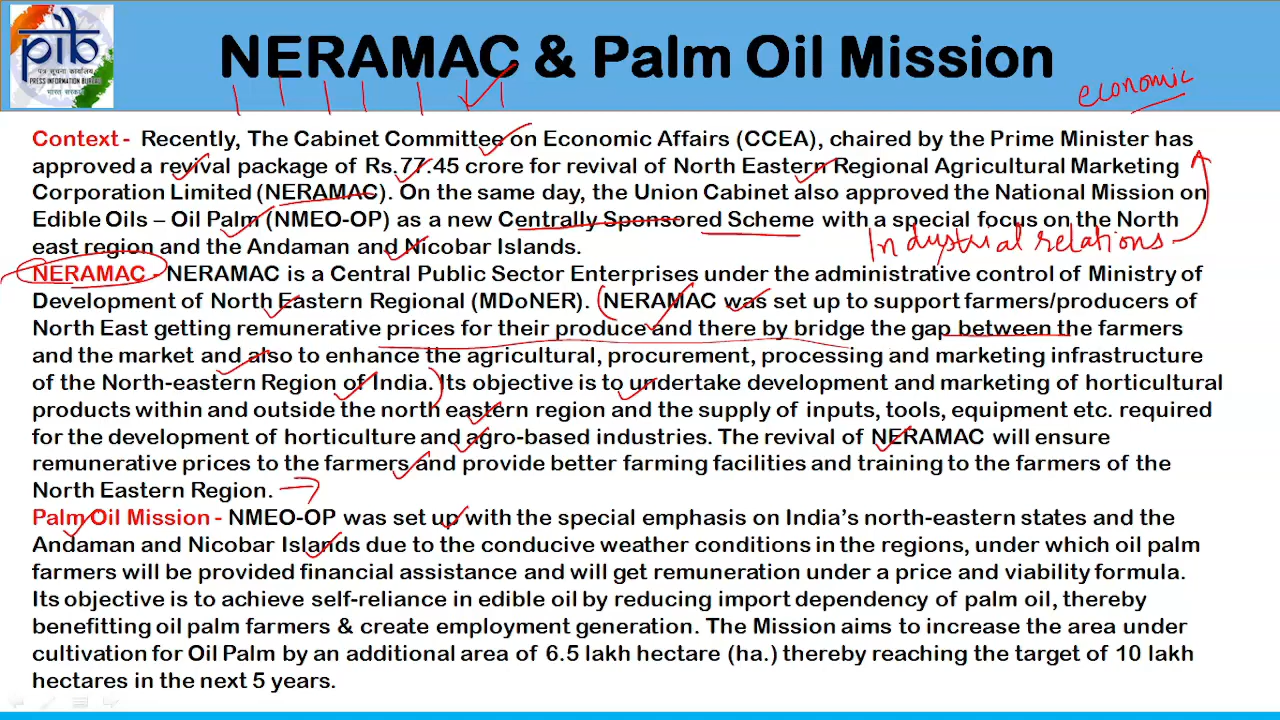 pib
पत्र सूचना कार्यालय
PRESS INFORMATION BUREAU
भारत सरकार
NERAMAC & Palm Oil Mission
economic
Context - Recently, The Cabinet Committee on Economic Affairs (CCEA), chaired by the Prime Minister has
approved a revival package of Rs.77.45 crore for revival of North Eastern Regional Agricultural Marketing
Corporation Limited (NERAMAC). On the same day, the Union Cabinet also approved the National Mission on
Edible Oils – Oil Palm (NMEO-OP) as a new Centrally Sponsored Scheme with a special focus on the North
east region and the Andaman and Nicobar Islands.
Industrial relations
NERAMAC - NERAMAC is a Central Public Sector Enterprises under the administrative control of Ministry of
Development of North Eastern Regional (MDoNER). NERAMAC was set up to support farmers/producers of
North East getting remunerative prices for their produce and there by bridge the gap between the farmers
and the market and also to enhance the agricultural, procurement, processing and marketing infrastructure
of the North-eastern Region of India. Its objective is to undertake development and marketing of horticultural
products within and outside the north eastern region and the supply of inputs, tools, equipment etc. required
for the development of horticulture and agro-based industries. The revival of NERAMAC will ensure
remunerative prices to the farmers and provide better farming facilities and training to the farmers of the
North Eastern Region.
Palm Oil Mission - NMEO-OP was set up with the special emphasis on India's north-eastern states and the
Andaman and Nicobar Islands due to the conducive weather conditions in the regions, under which oil palm
farmers will be provided financial assistance and will get remuneration under a price and viability formula.
Its objective is to achieve self-reliance in edible oil by reducing import dependency of palm oil, thereby
benefitting oil palm farmers & create employment generation. The Mission aims to increase the area under
cultivation for Oil Palm by an additional area of 6.5 lakh hectare (ha.) thereby reaching the target of 10 lakh
hectares in the next 5 years.